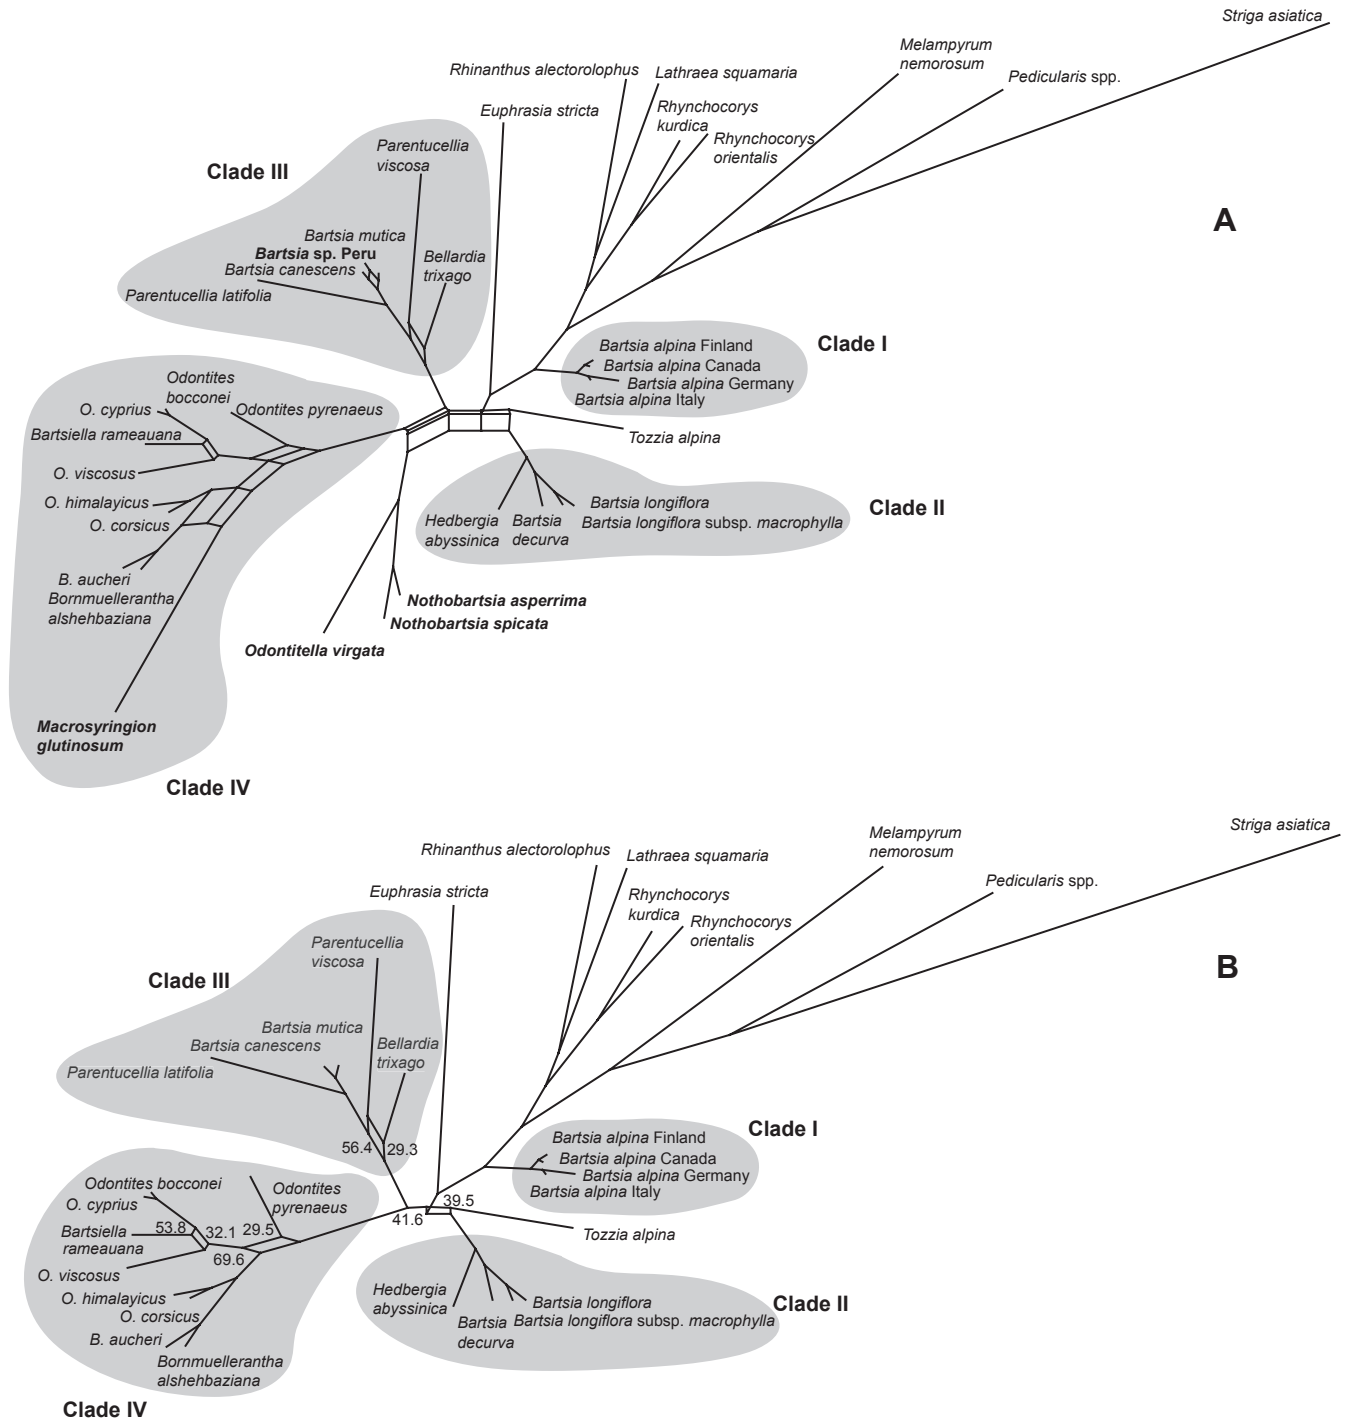 Striga asiatica
Melampyrum
nemorosum
Pedicularis spp.
Rhinanthus alectorolophus
Lathraea squamaria
Euphrasia stricta
Rhynchocorys
kurdica
Rhynchocorys
orientalis
Parentucellia
viscosa
Clade III
A
Bartsia mutica
Bartsia sp. Peru
Bartsia canescens
Bellardia
trixago
Parentucellia latifolia
Clade I
Bartsia alpina Finland
Bartsia alpina Canada
Bartsia alpina Germany
Bartsia alpina Italy
Odontites
bocconei
O. cyprius
Odontites pyrenaeus
Bartsiella rameauana
Tozzia alpina
O. viscosus
O. himalayicus
O. corsicus
Bartsia longiflora
Clade II
Hedbergia
abyssinica
Bartsia
decurva
Bartsia longiflora subsp. macrophylla
B. aucheri
Bornmuellerantha
alshehbaziana
Nothobartsia asperrima
Nothobartsia spicata
Odontitella virgata
Macrosyringion
glutinosum
Clade IV
Striga asiatica
Melampyrum
nemorosum
Rhinanthus alectorolophus
Lathraea squamaria
Pedicularis spp.
Euphrasia stricta
Rhynchocorys
kurdica
Rhynchocorys
orientalis
Parentucellia
viscosa
B
Clade III
Bartsia mutica
Bartsia canescens
Bellardia
trixago
Parentucellia latifolia
Clade I
56.4
29.3
Bartsia alpina Finland
Bartsia alpina Canada
Bartsia alpina Germany
Bartsia alpina Italy
Odontites bocconei
Odontites
pyrenaeus
O. cyprius
39.5
41.6
53.8
32.1
29.5
Bartsiella
rameauana
Tozzia alpina
69.6
O. viscosus
O. himalayicus
O. corsicus
Hedbergia
abyssinica
Bartsia longiflora
Clade II
Bartsia
decurva
Bartsia longiflora subsp. macrophylla
B. aucheri
Bornmuellerantha
alshehbaziana
Clade IV